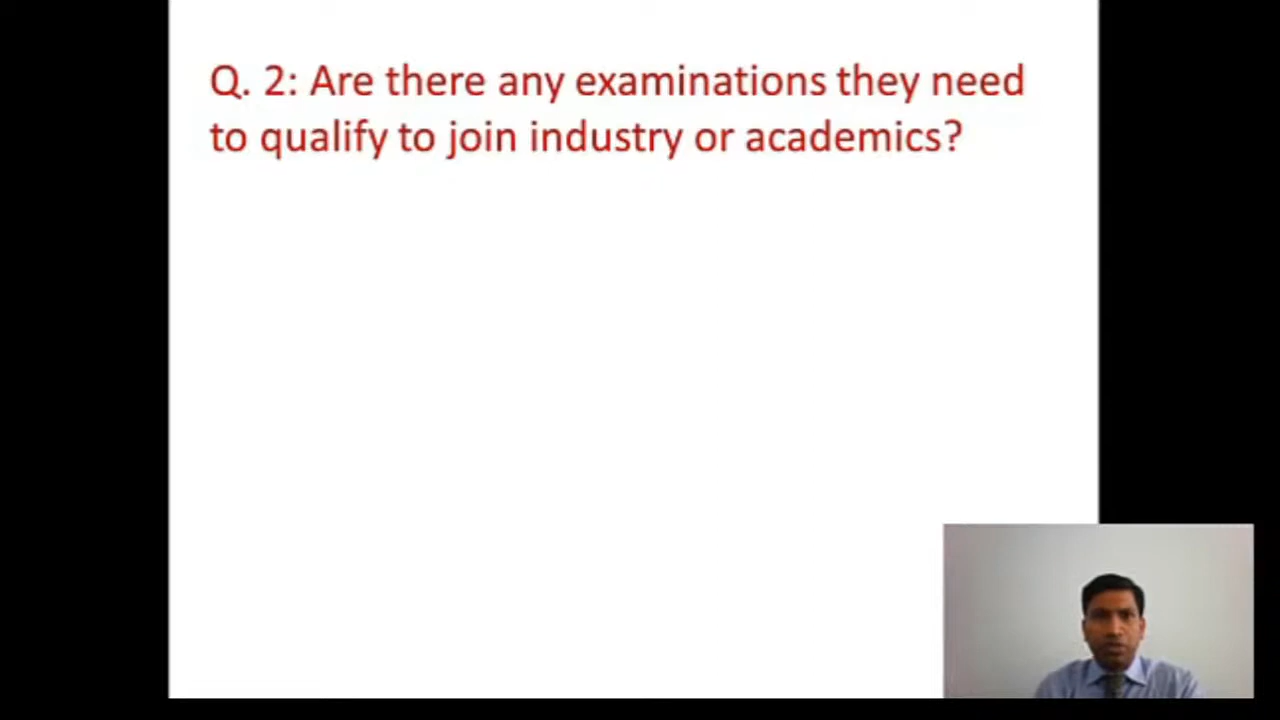 Q. 2: Are there any examinations they need
to qualify to join industry or academics?